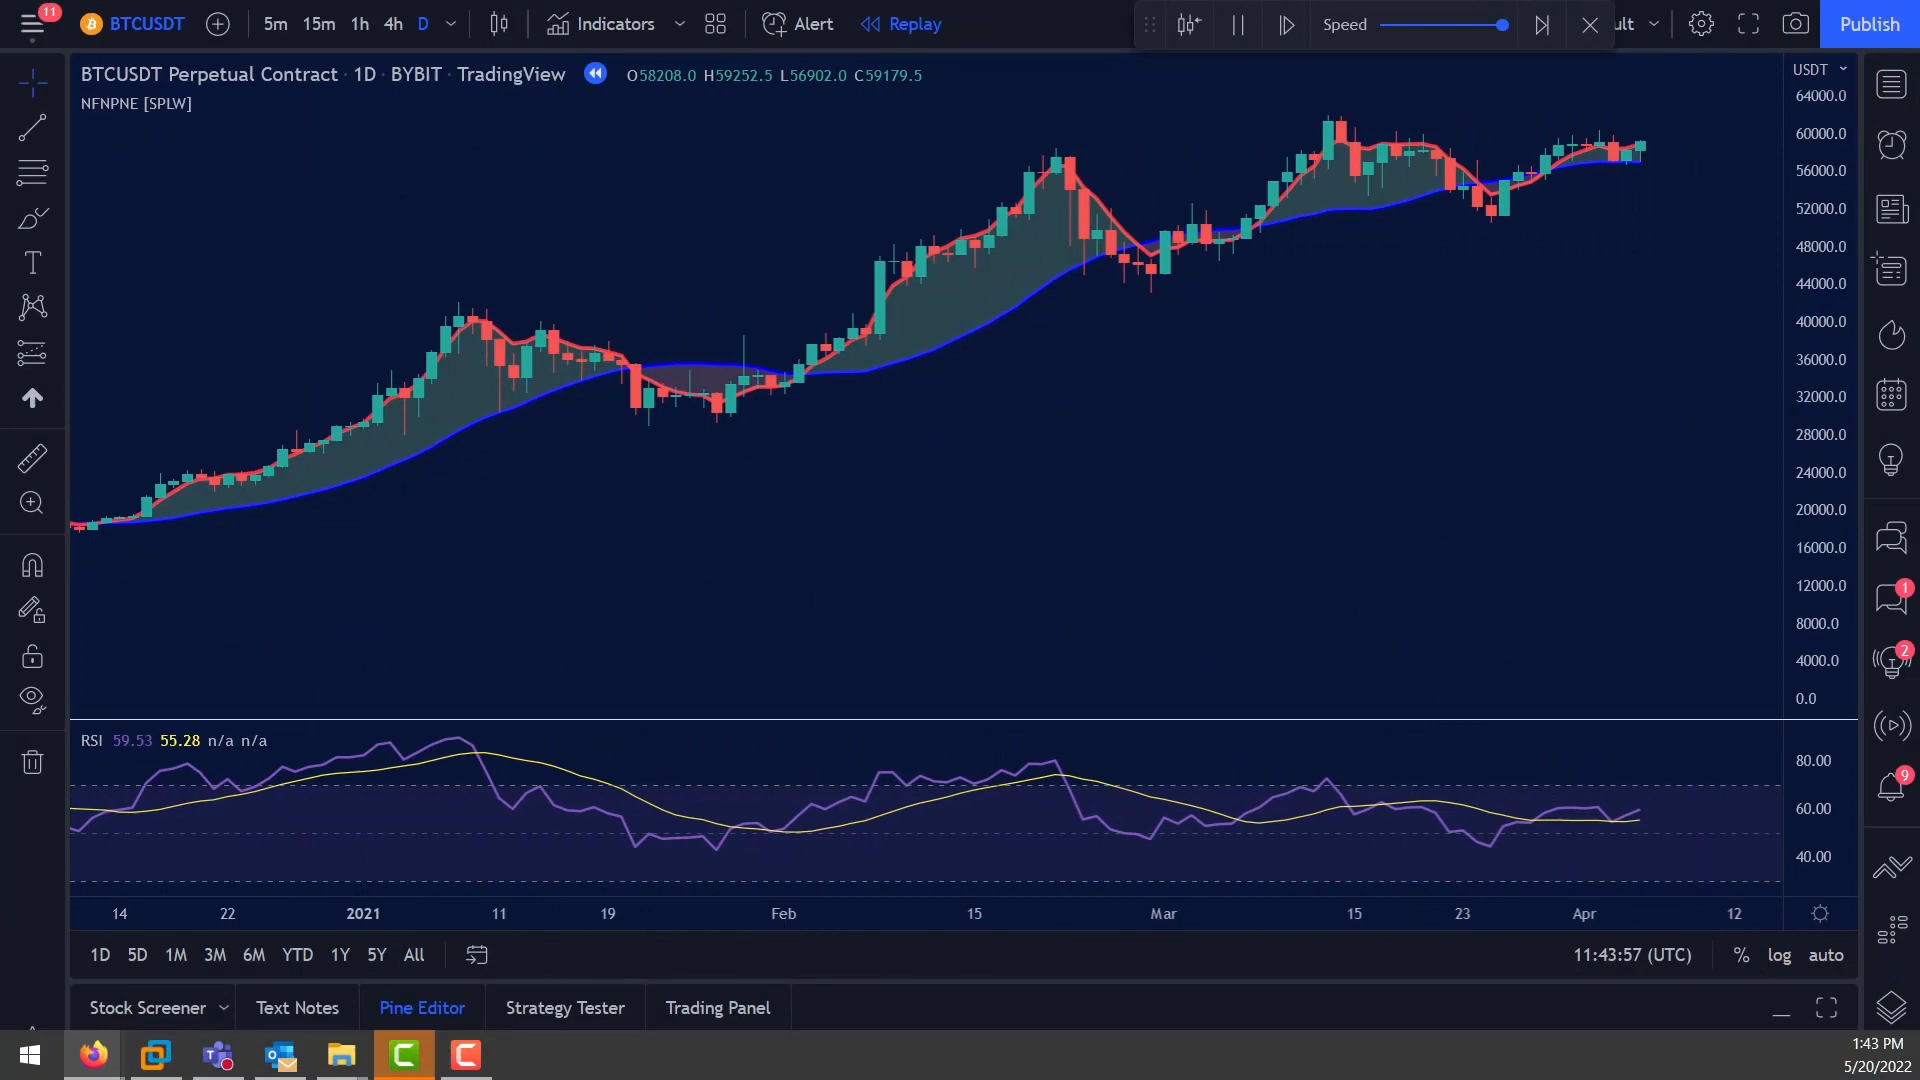 11
BTCUSDT
5m 15m 1h 4h D
Indicators
Alert
Replay
Speed
ult
Publish
BTCUSDT Perpetual Contract · 1D · BYBIT · TradingView
O58208.0 H59252.5 L56902.0 C59179.5
NFNPNE [SPLW]
USDT
64000.0
60000.0
56000.0
52000.0
48000.0
44000.0
40000.0
36000.0
32000.0
28000.0
24000.0
20000.0
16000.0
12000.0
8000.0
4000.0
0.0
1
2
9
RSI 59.53 55.28 n/a n/a
80.00
60.00
40.00
14 22 2021 11 19 Feb 15 Mar 15 23 Apr 12
1D 5D 1M 3M 6M YTD 1Y 5Y All
11:43:57 (UTC) % log auto
Stock Screener
Text Notes
Pine Editor
Strategy Tester
Trading Panel
1:43 PM
5/20/2022